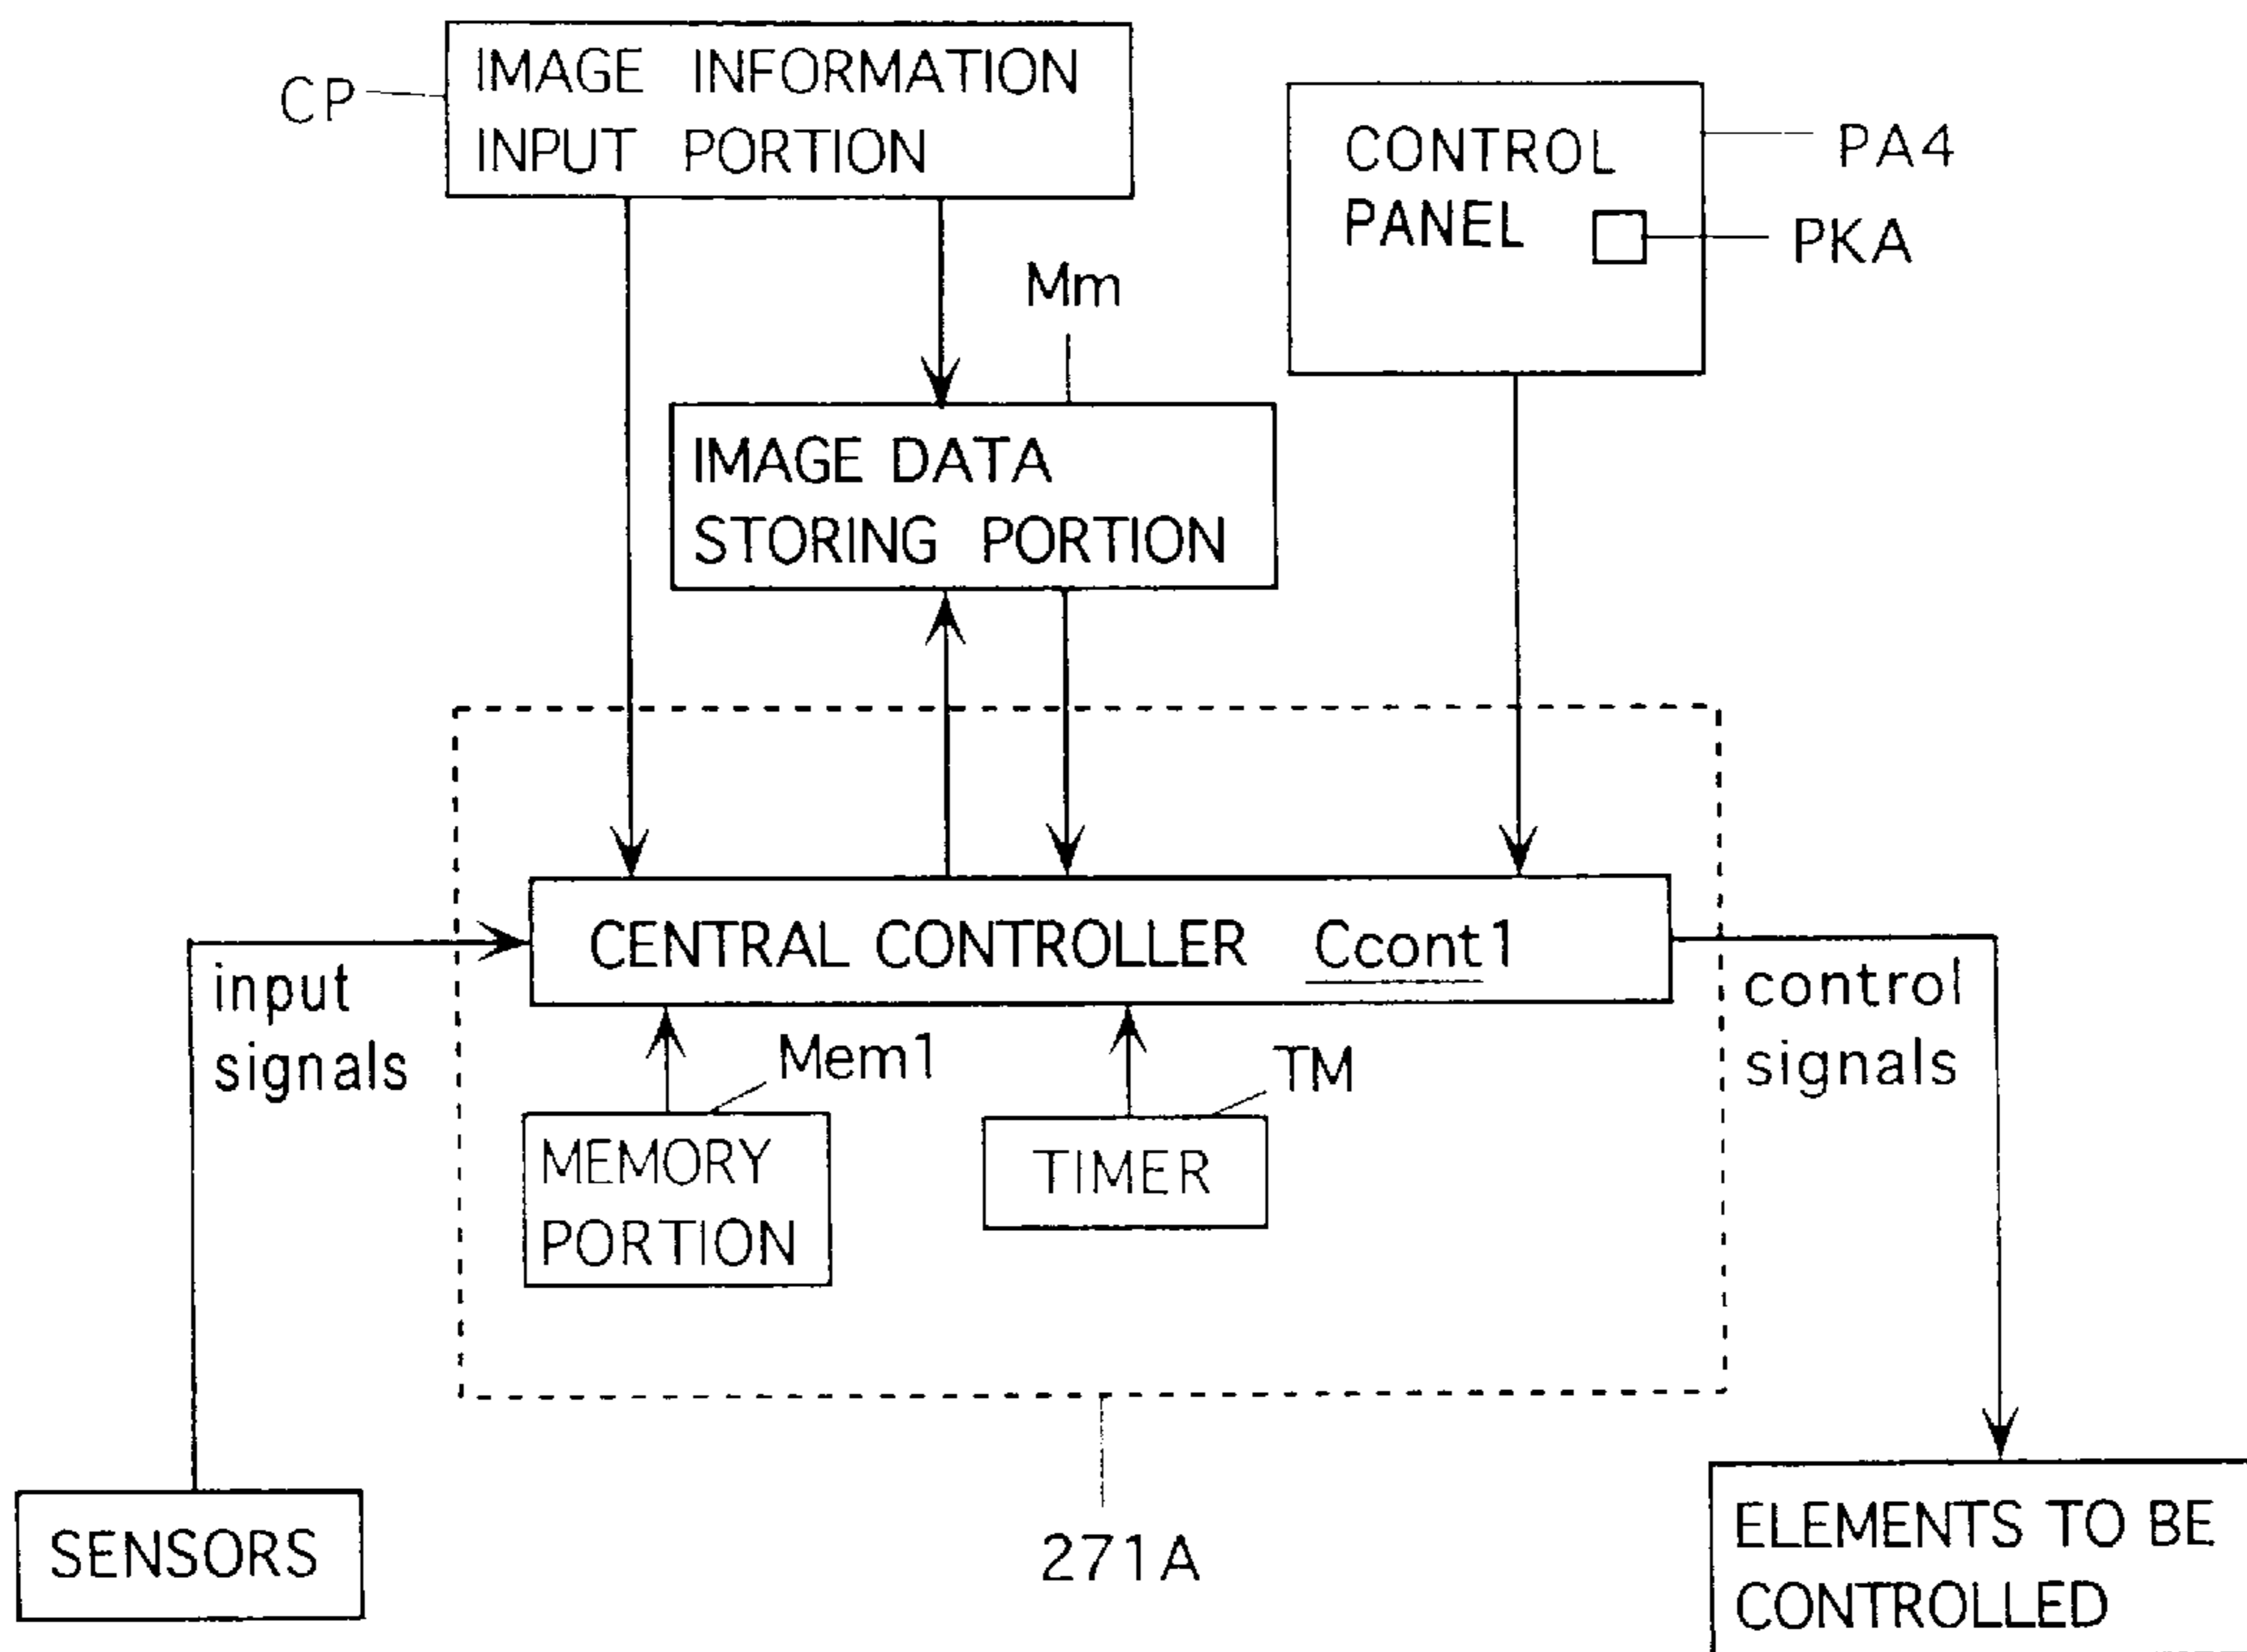 IMAGE INFORMATION
INPUT PORTION
CP
CONTROL
PANEL
PA4
PKA
Mm
IMAGE DATA
STORING PORTION
CENTRAL CONTROLLER Ccont1
input
signals
control
signals
Mem1
TM
MEMORY
PORTION
TIMER
271A
SENSORS
ELEMENTS TO BE
CONTROLLED